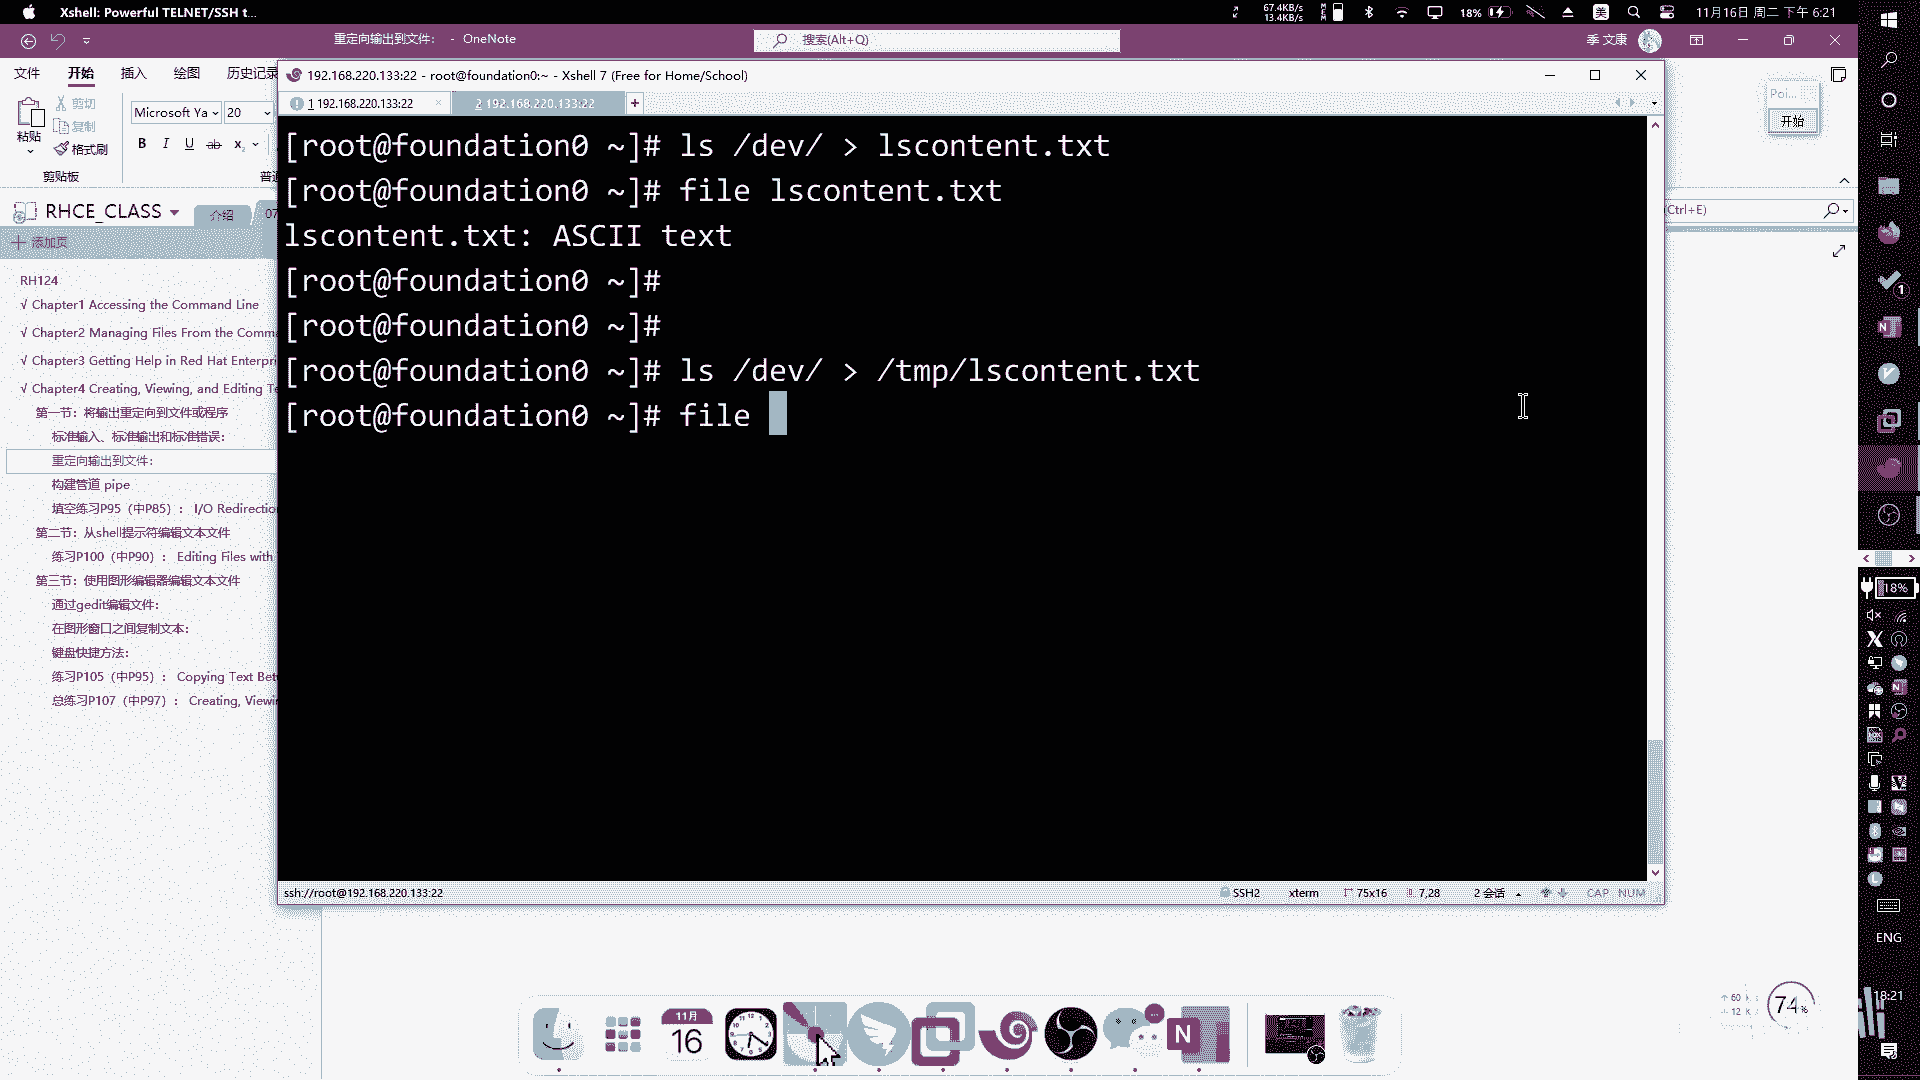 Xshell: Powerful TELNET/SSH t...
67.4KB/s
13.4KB/s
18%
美
11月16日 周二 下午 6:21
重定向输出到文件： - OneNote
搜索(Alt+Q)
季 文康
文件 开始 插入 绘图 历史记录
剪切
复制
格式刷
粘贴
剪贴板
Microsoft Ya
20
B I U ab x
普通
Poi...
开始
192.168.220.133:22 - root@foundation0:~ - Xshell 7 (Free for Home/School)
1 192.168.220.133:22
2 192.168.220.133:22
RHCE_CLASS
介绍
07
Ctrl+E)
添加页
RH124
√ Chapter1 Accessing the Command Line
√ Chapter2 Managing Files From the Comma
√ Chapter3 Getting Help in Red Hat Enterpri
√ Chapter4 Creating, Viewing, and Editing Te
第一节：将输出重定向到文件或程序
标准输入、标准输出和标准错误：
重定向输出到文件：
构建管道 pipe
填空练习P95（中P85）： I/O Redirection
第二节：从shell提示符编辑文本文件
练习P100（中P90）： Editing Files with
第三节：使用图形编辑器编辑文本文件
通过gedit编辑文件：
在图形窗口之间复制文本：
键盘快捷方法：
练习P105（中P95）： Copying Text Bet
总练习P107（中P97）： Creating, Viewin
[root@foundation0 ~]# ls /dev/ > lscontent.txt
[root@foundation0 ~]# file lscontent.txt
lscontent.txt: ASCII text
[root@foundation0 ~]#
[root@foundation0 ~]#
[root@foundation0 ~]# ls /dev/ > /tmp/lscontent.txt
[root@foundation0 ~]# file
ssh://root@192.168.220.133:22
SSH2
xterm
75x16
7,28
2 会话
CAP NUM
1
18%
ENG
18:21
74%
11月
16
N